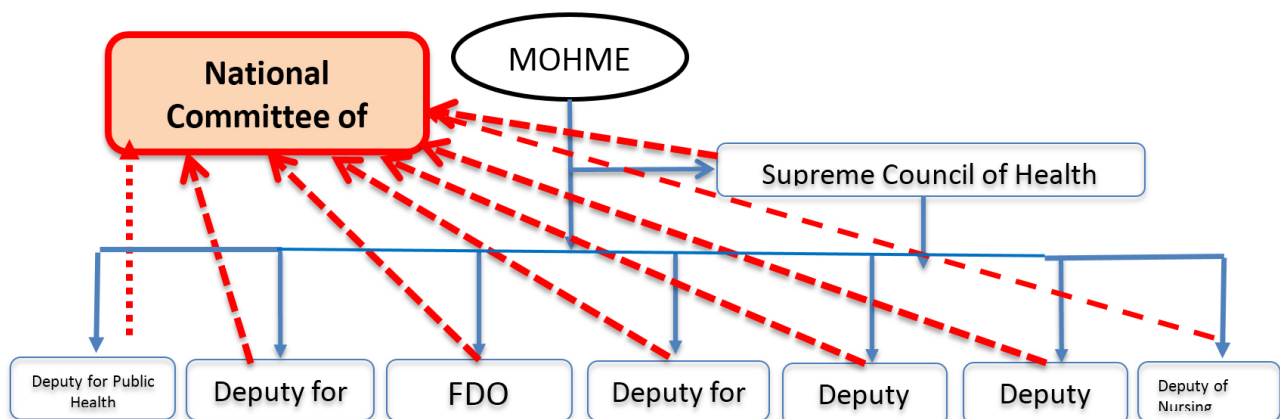 National
Committee of
MOHME
Supreme Council of Health
Deputy for Public
Health
Deputy for
FDO
Deputy for
Deputy
Deputy
Deputy of
Nursing